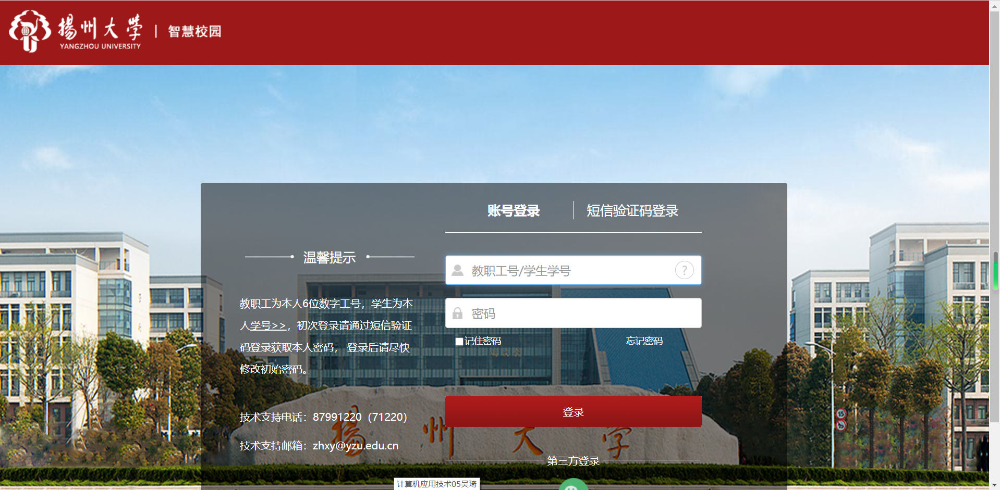 揚州大学
YANGZHOU UNIVERSITY
智慧校园
账号登录
短信验证码登录
温馨提示
教职工号/学生学号
?
教职工为本人6位数字工号，学生为本
人学号>>，初次登录请通过短信验证
码登录获取本人密码， 登录后请尽快
修改初始密码。
密码
记住密码
忘记密码
技术支持电话：87991220（71220）
登录
技术支持邮箱：zhxy@yzu.edu.cn
揚州大学
第三方登录
计算机应用技术05吴琦
15